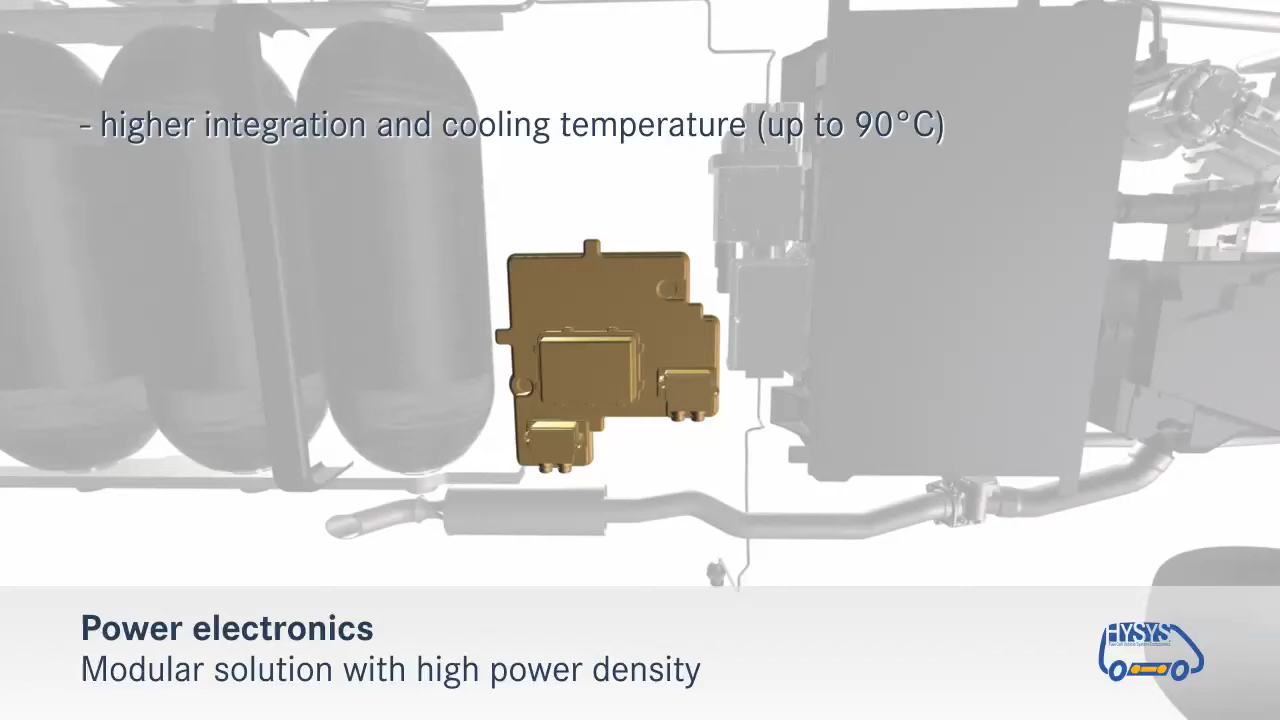 - higher integration and cooling temperature (up to 90°C)
Power electronics
Modular solution with high power density
HYSYS